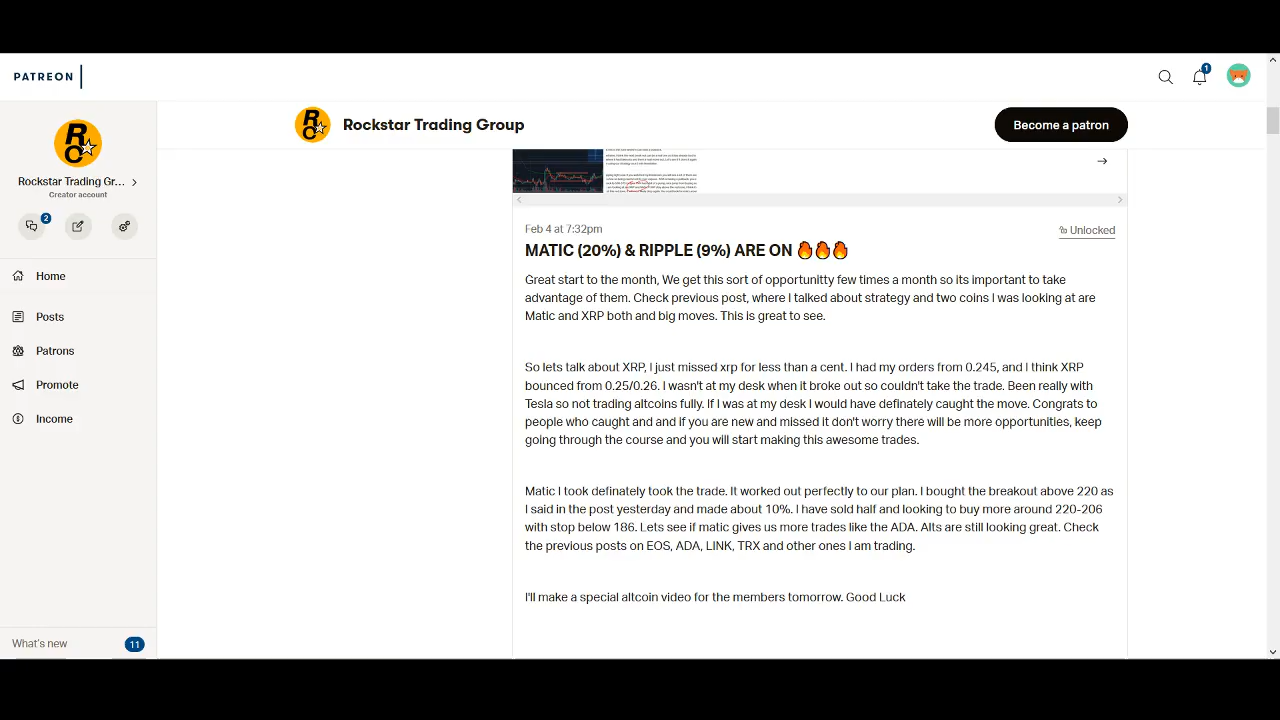 PATREON
1
Rockstar Trading Group
Become a patron
Rockstar Trading Gr...
Creator account
2
Home
Posts
Patrons
Promote
Income
What's new
11
Feb 4 at 7:32pm
Unlocked
MATIC (20%) & RIPPLE (9%) ARE ON 🔥🔥🔥
Great start to the month, We get this sort of opportunitty few times a month so its important to take
advantage of them. Check previous post, where I talked about strategy and two coins I was looking at are
Matic and XRP both and big moves. This is great to see.
So lets talk about XRP, I just missed xrp for less than a cent. I had my orders from 0.245, and I think XRP
bounced from 0.25/0.26. I wasn't at my desk when it broke out so couldn't take the trade. Been really with
Tesla so not trading altcoins fully. If I was at my desk I would have definately caught the move. Congrats to
people who caught and and if you are new and missed it don't worry there will be more opportunities, keep
going through the course and you will start making this awesome trades.
Matic I took definately took the trade. It worked out perfectly to our plan. I bought the breakout above 220 as
I said in the post yesterday and made about 10%. I have sold half and looking to buy more around 220-206
with stop below 186. Lets see if matic gives us more trades like the ADA. Alts are still looking great. Check
the previous posts on EOS, ADA, LINK, TRX and other ones I am trading.
I'll make a special altcoin video for the members tomorrow. Good Luck